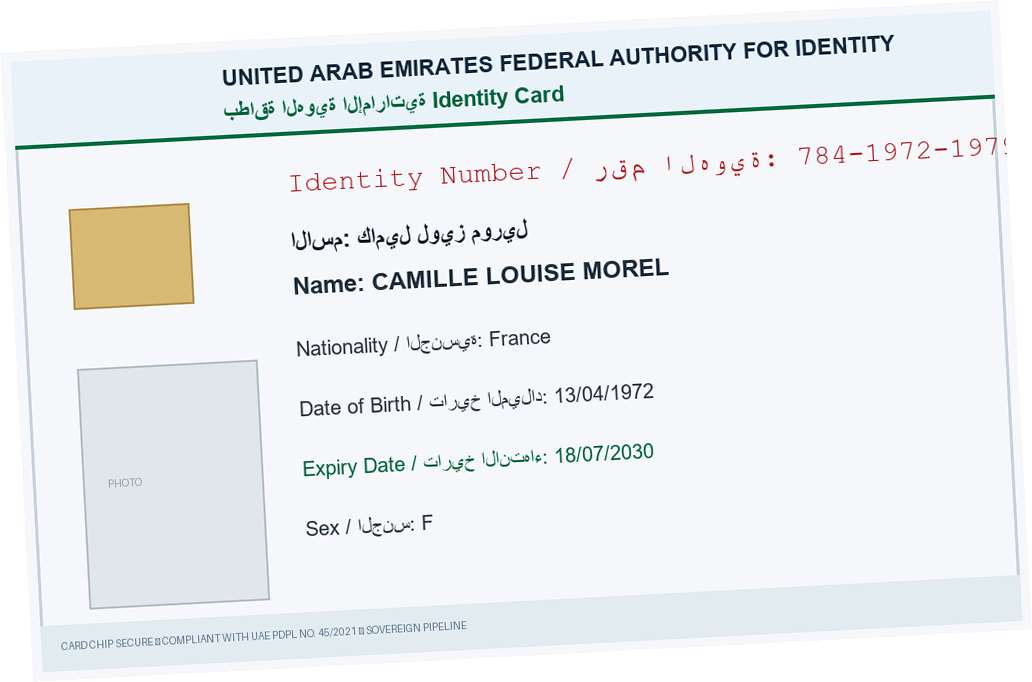 UNITED ARAB EMIRATES FEDERAL AUTHORITY FOR IDENTITY
بطاقة الهوية الإماراتية Identity Card
Identity Number / رقم الهوية: 784-1972-1979
الاسم: كاميل لويز موريل
Name: CAMILLE LOUISE MOREL
Nationality / الجنسية: France
Date of Birth / تاريخ الميلاد: 13/04/1972
Expiry Date / تاريخ الانتهاء: 18/07/2030
Sex / الجنس: F
PHOTO
CARD CHIP SECURE COMPLIANT WITH UAE PDPL NO. 45/2021 SOVEREIGN PIPELINE